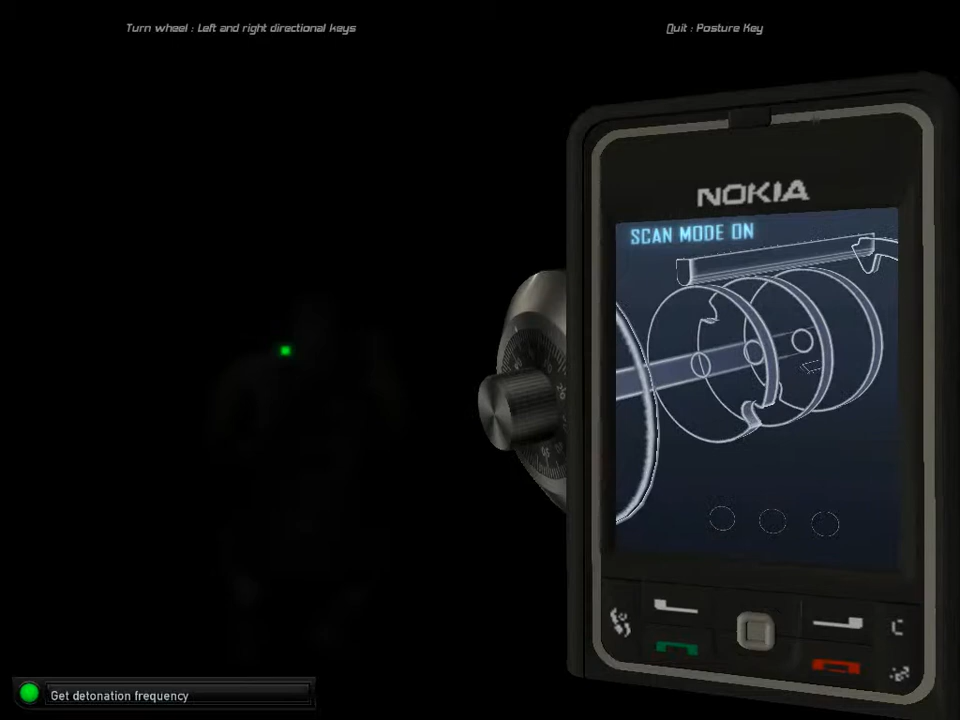 Turn wheel : Left and right directional keys
Quit : Posture Key
NOKIA
SCAN MODE ON
Get detonation frequency